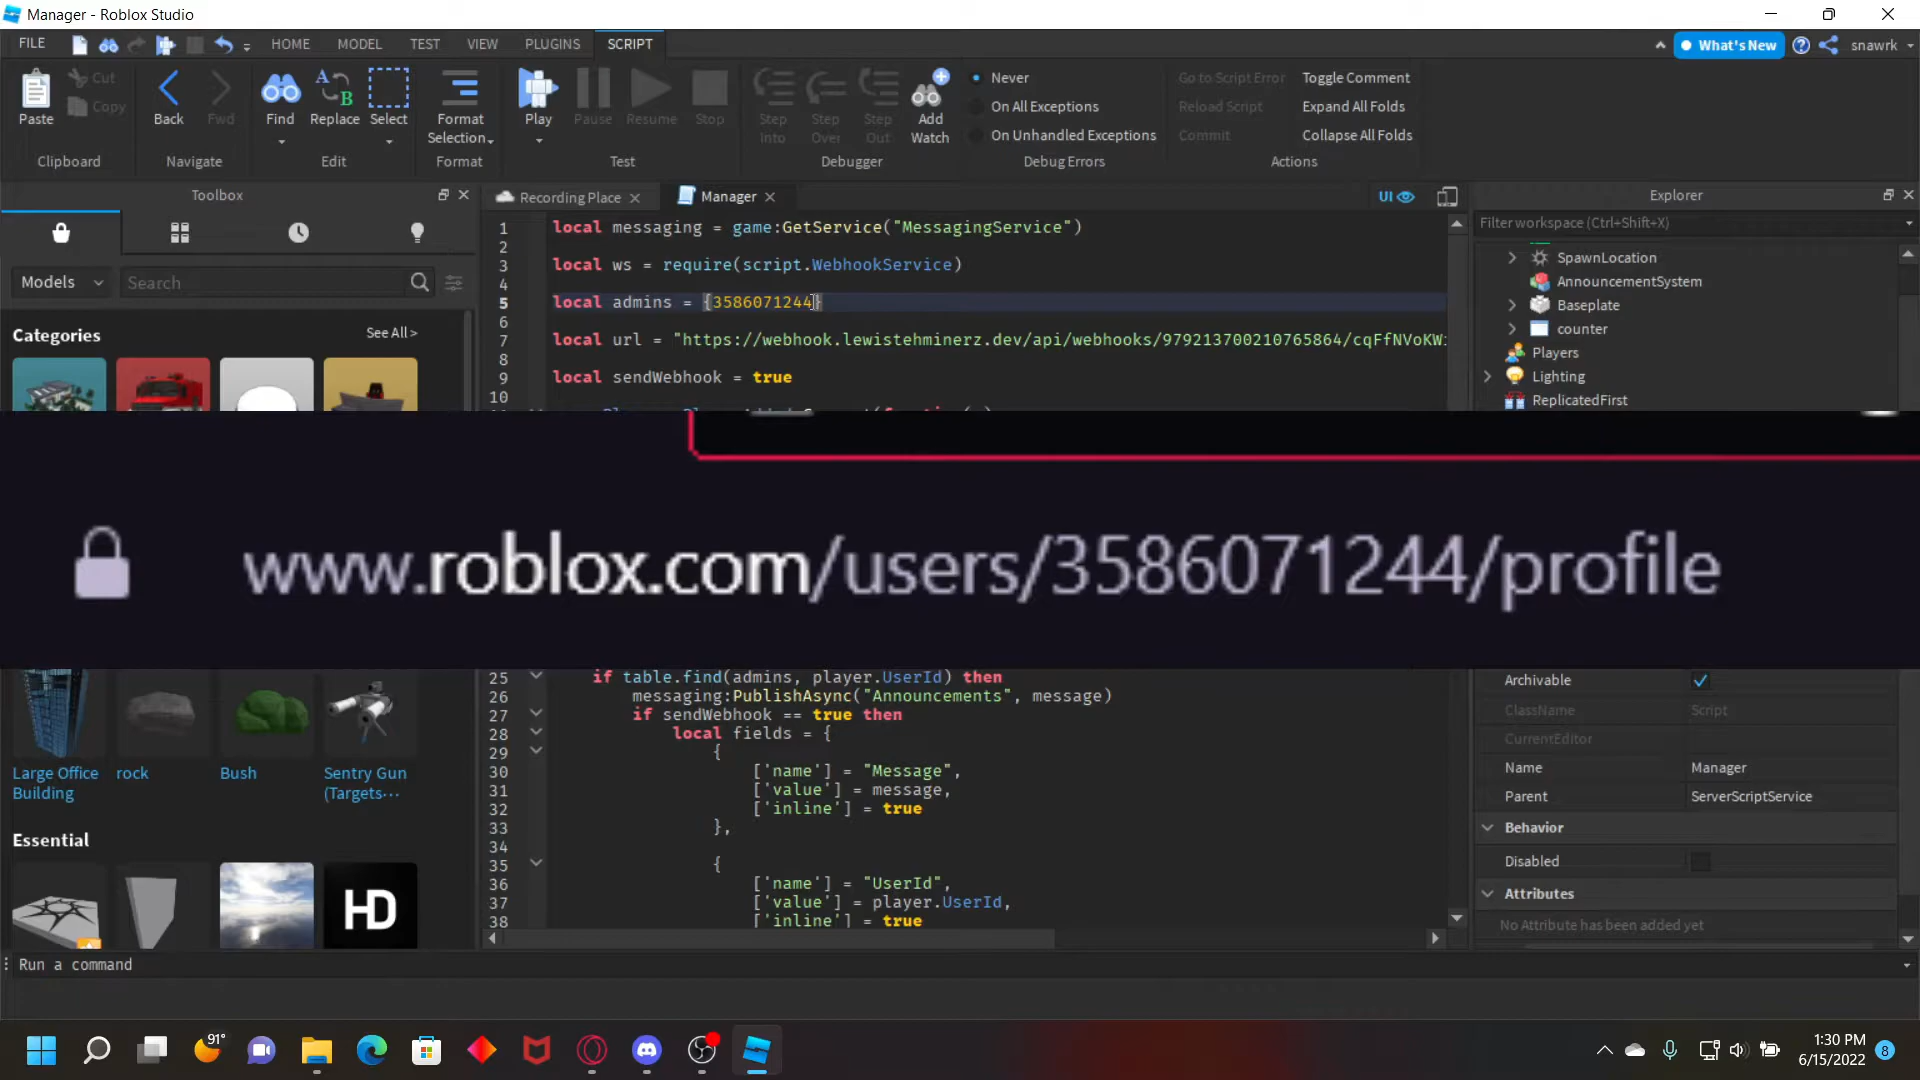 Manager - Roblox Studio
FILE HOME MODEL TEST VIEW PLUGINS SCRIPT What's New snawrk
Paste Cut Copy
Clipboard
Back Fwd
Navigate
Find Replace Select
Edit
Format Selection
Format
Play Pause Resume Stop
Test
Step Into Step Over Step Out Add Watch
Debugger
Never
On All Exceptions
On Unhandled Exceptions
Debug Errors
Go to Script Error Toggle Comment
Reload Script Expand All Folds
Commit Collapse All Folds
Actions
Toolbox
Models Search
Categories See All >
Recording Place Manager UI
1 local messaging = game:GetService("MessagingService")
2
3 local ws = require(script.WebhookService)
4
5 local admins = {3586071244}
6
7 local url = "https://webhook.lewistehminerz.dev/api/webhooks/979213700210765864/cqFfNVoKW
8
9 local sendWebhook = true
10
Explorer
Filter workspace (Ctrl+Shift+X)
SpawnLocation
AnnouncementSystem
Baseplate
counter
Players
Lighting
ReplicatedFirst
www.roblox.com/users/3586071244/profile
25 if table.find(admins, player.UserId) then
26 messaging:PublishAsync("Announcements", message)
27 if sendWebhook == true then
28 local fields = {
29 {
30 ['name'] = "Message",
31 ['value'] = message,
32 ['inline'] = true
33 },
34
35 {
36 ['name'] = "UserId",
37 ['value'] = player.UserId,
38 ['inline'] = true
Large Office Building
rock
Bush
Sentry Gun (Targets···
Essential
HD
Archivable
ClassName Script
CurrentEditor
Name Manager
Parent ServerScriptService
Behavior
Disabled
Attributes
No Attribute has been added yet
Run a command
91°
1:30 PM
6/15/2022
8